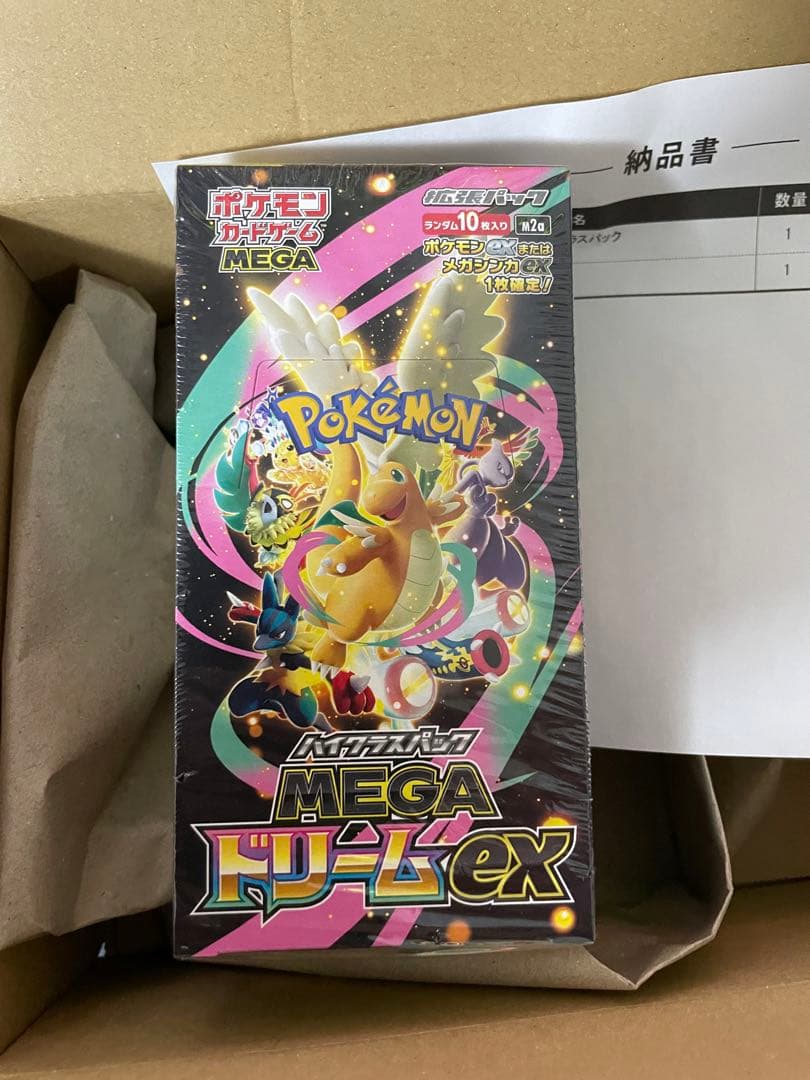 納品書
数量
名
ラスパック
1
1
ポケモン
カードゲーム
MEGA
拡張パック
ランダム10枚入り
M2a
ポケモンexまたは
メガシンカex
1枚確定!
POKéMON
ハイクラスパック
MEGA
ドリームex